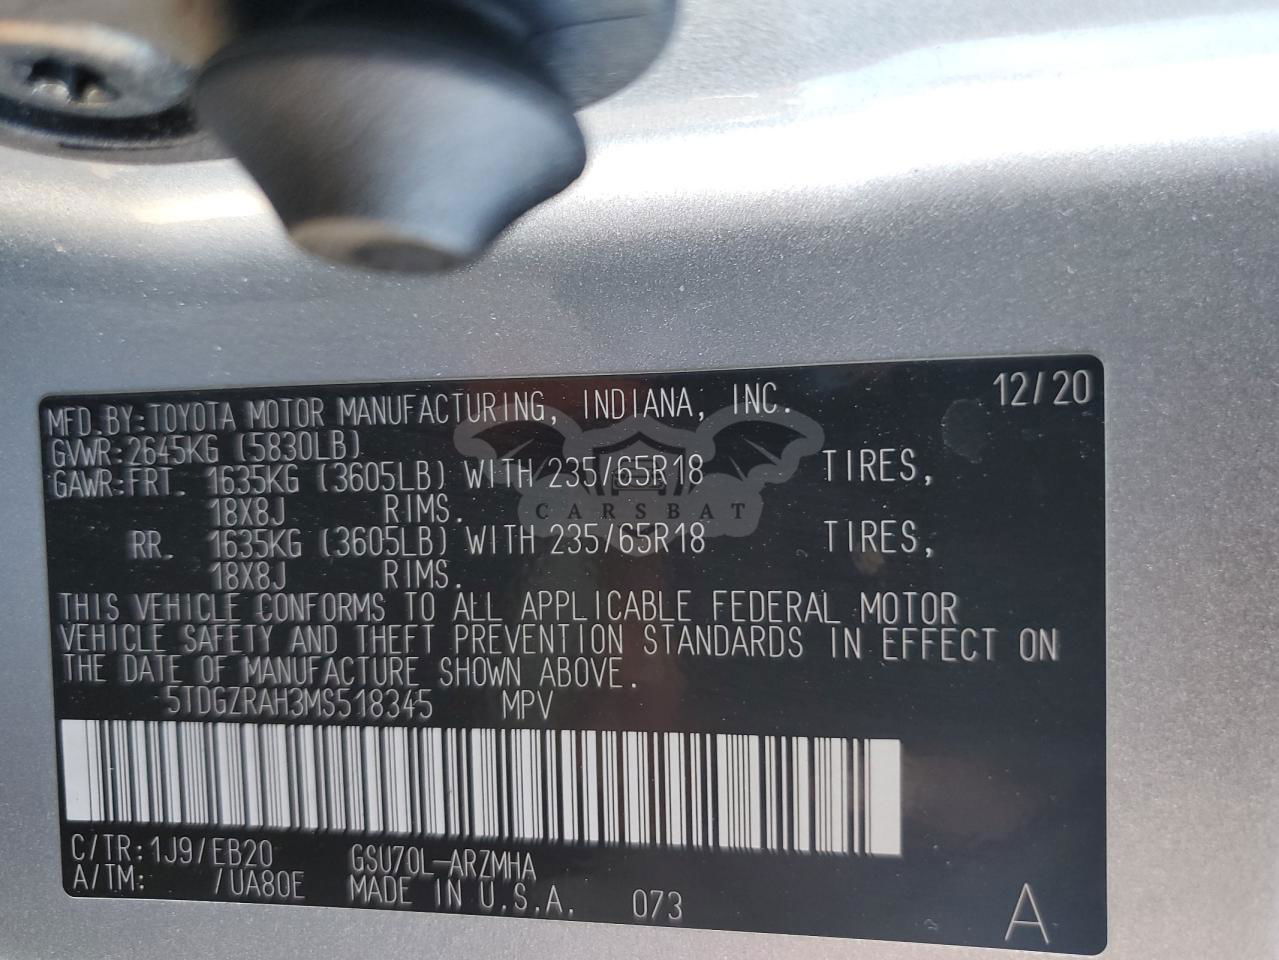 12/20
MFD.BY:TOYOTA MOTOR MANUFACTURING, INDIANA, INC.
GVWR:2645KG (5830LB)
GAWR:FRT. 1635KG (3605LB) WITH 235/65R18 TIRES,
18X8J RIMS.
CARSBAT
RR. 1635KG (3605LB) WITH 235/65R18 TIRES,
18X8J RIMS.
THIS VEHICLE CONFORMS TO ALL APPLICABLE FEDERAL MOTOR
VEHICLE SAFETY AND THEFT PREVENTION STANDARDS IN EFFECT ON
THE DATE OF MANUFACTURE SHOWN ABOVE.
5TDGZRAH3MS518345 MPV
C/TR:1J9/EB20 GSU70L-ARZMHA
A/TM: /UA80E MADE IN U.S.A. 073
A